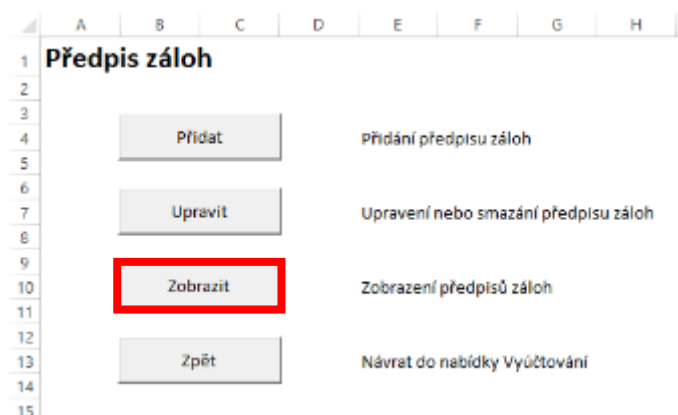 A B C D E F G H
1 Předpis záloh
2
3
4 Přidat Přidání předpisu záloh
5
6
7 Upravit Upravení nebo smazání předpisu záloh
8
9
10 Zobrazit Zobrazení předpisů záloh
11
12
13 Zpět Návrat do nabídky Vyúčtování
14
15